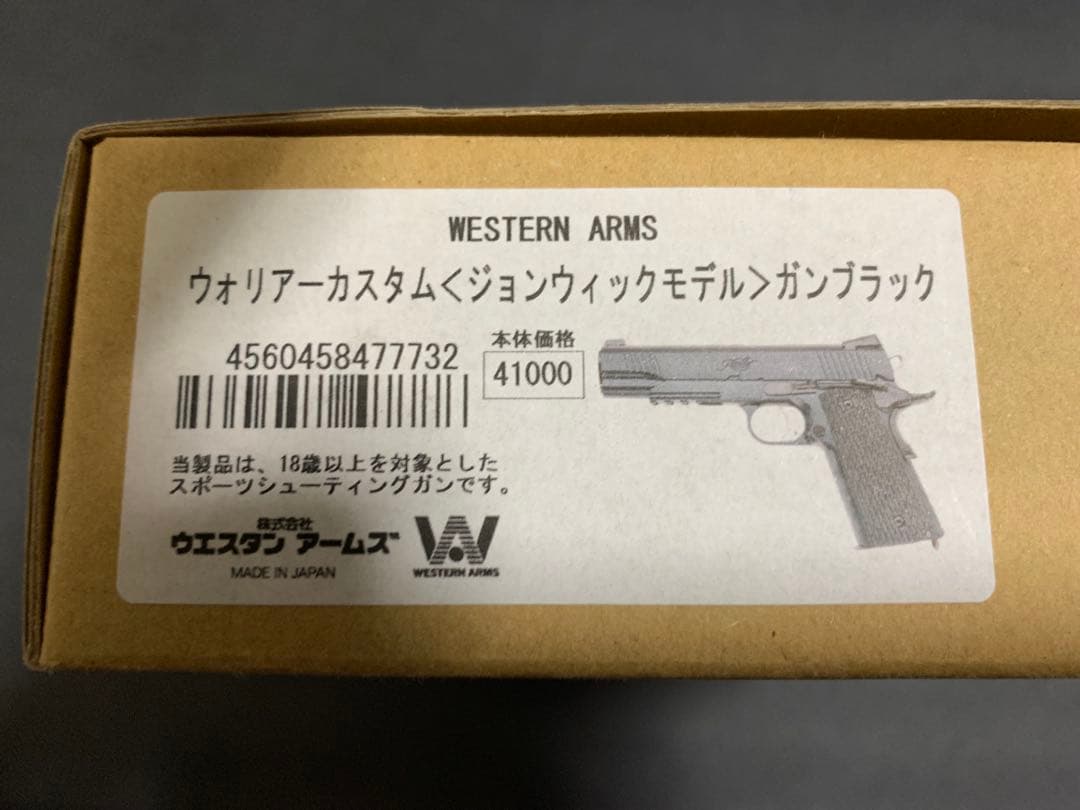 WESTERN ARMS
ウォリアーカスタム<ジョンウィックモデル>ガンブラック
4560458477732
本体価格
41000
当製品は、18歳以上を対象とした
スポーツシューティングガンです。
株式会社
ウエスタン アームズ
MADE IN JAPAN
WA
WESTERN ARMS